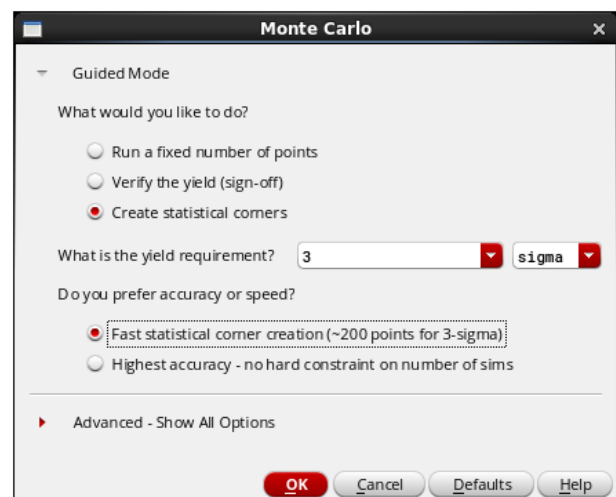 Monte Carlo
Guided Mode
What would you like to do?
Run a fixed number of points
Verify the yield (sign-off)
Create statistical corners
What is the yield requirement? 3 sigma
Do you prefer accuracy or speed?
Fast statistical corner creation (~200 points for 3-sigma)
Highest accuracy - no hard constraint on number of sims
Advanced - Show All Options
OK Cancel Defaults Help